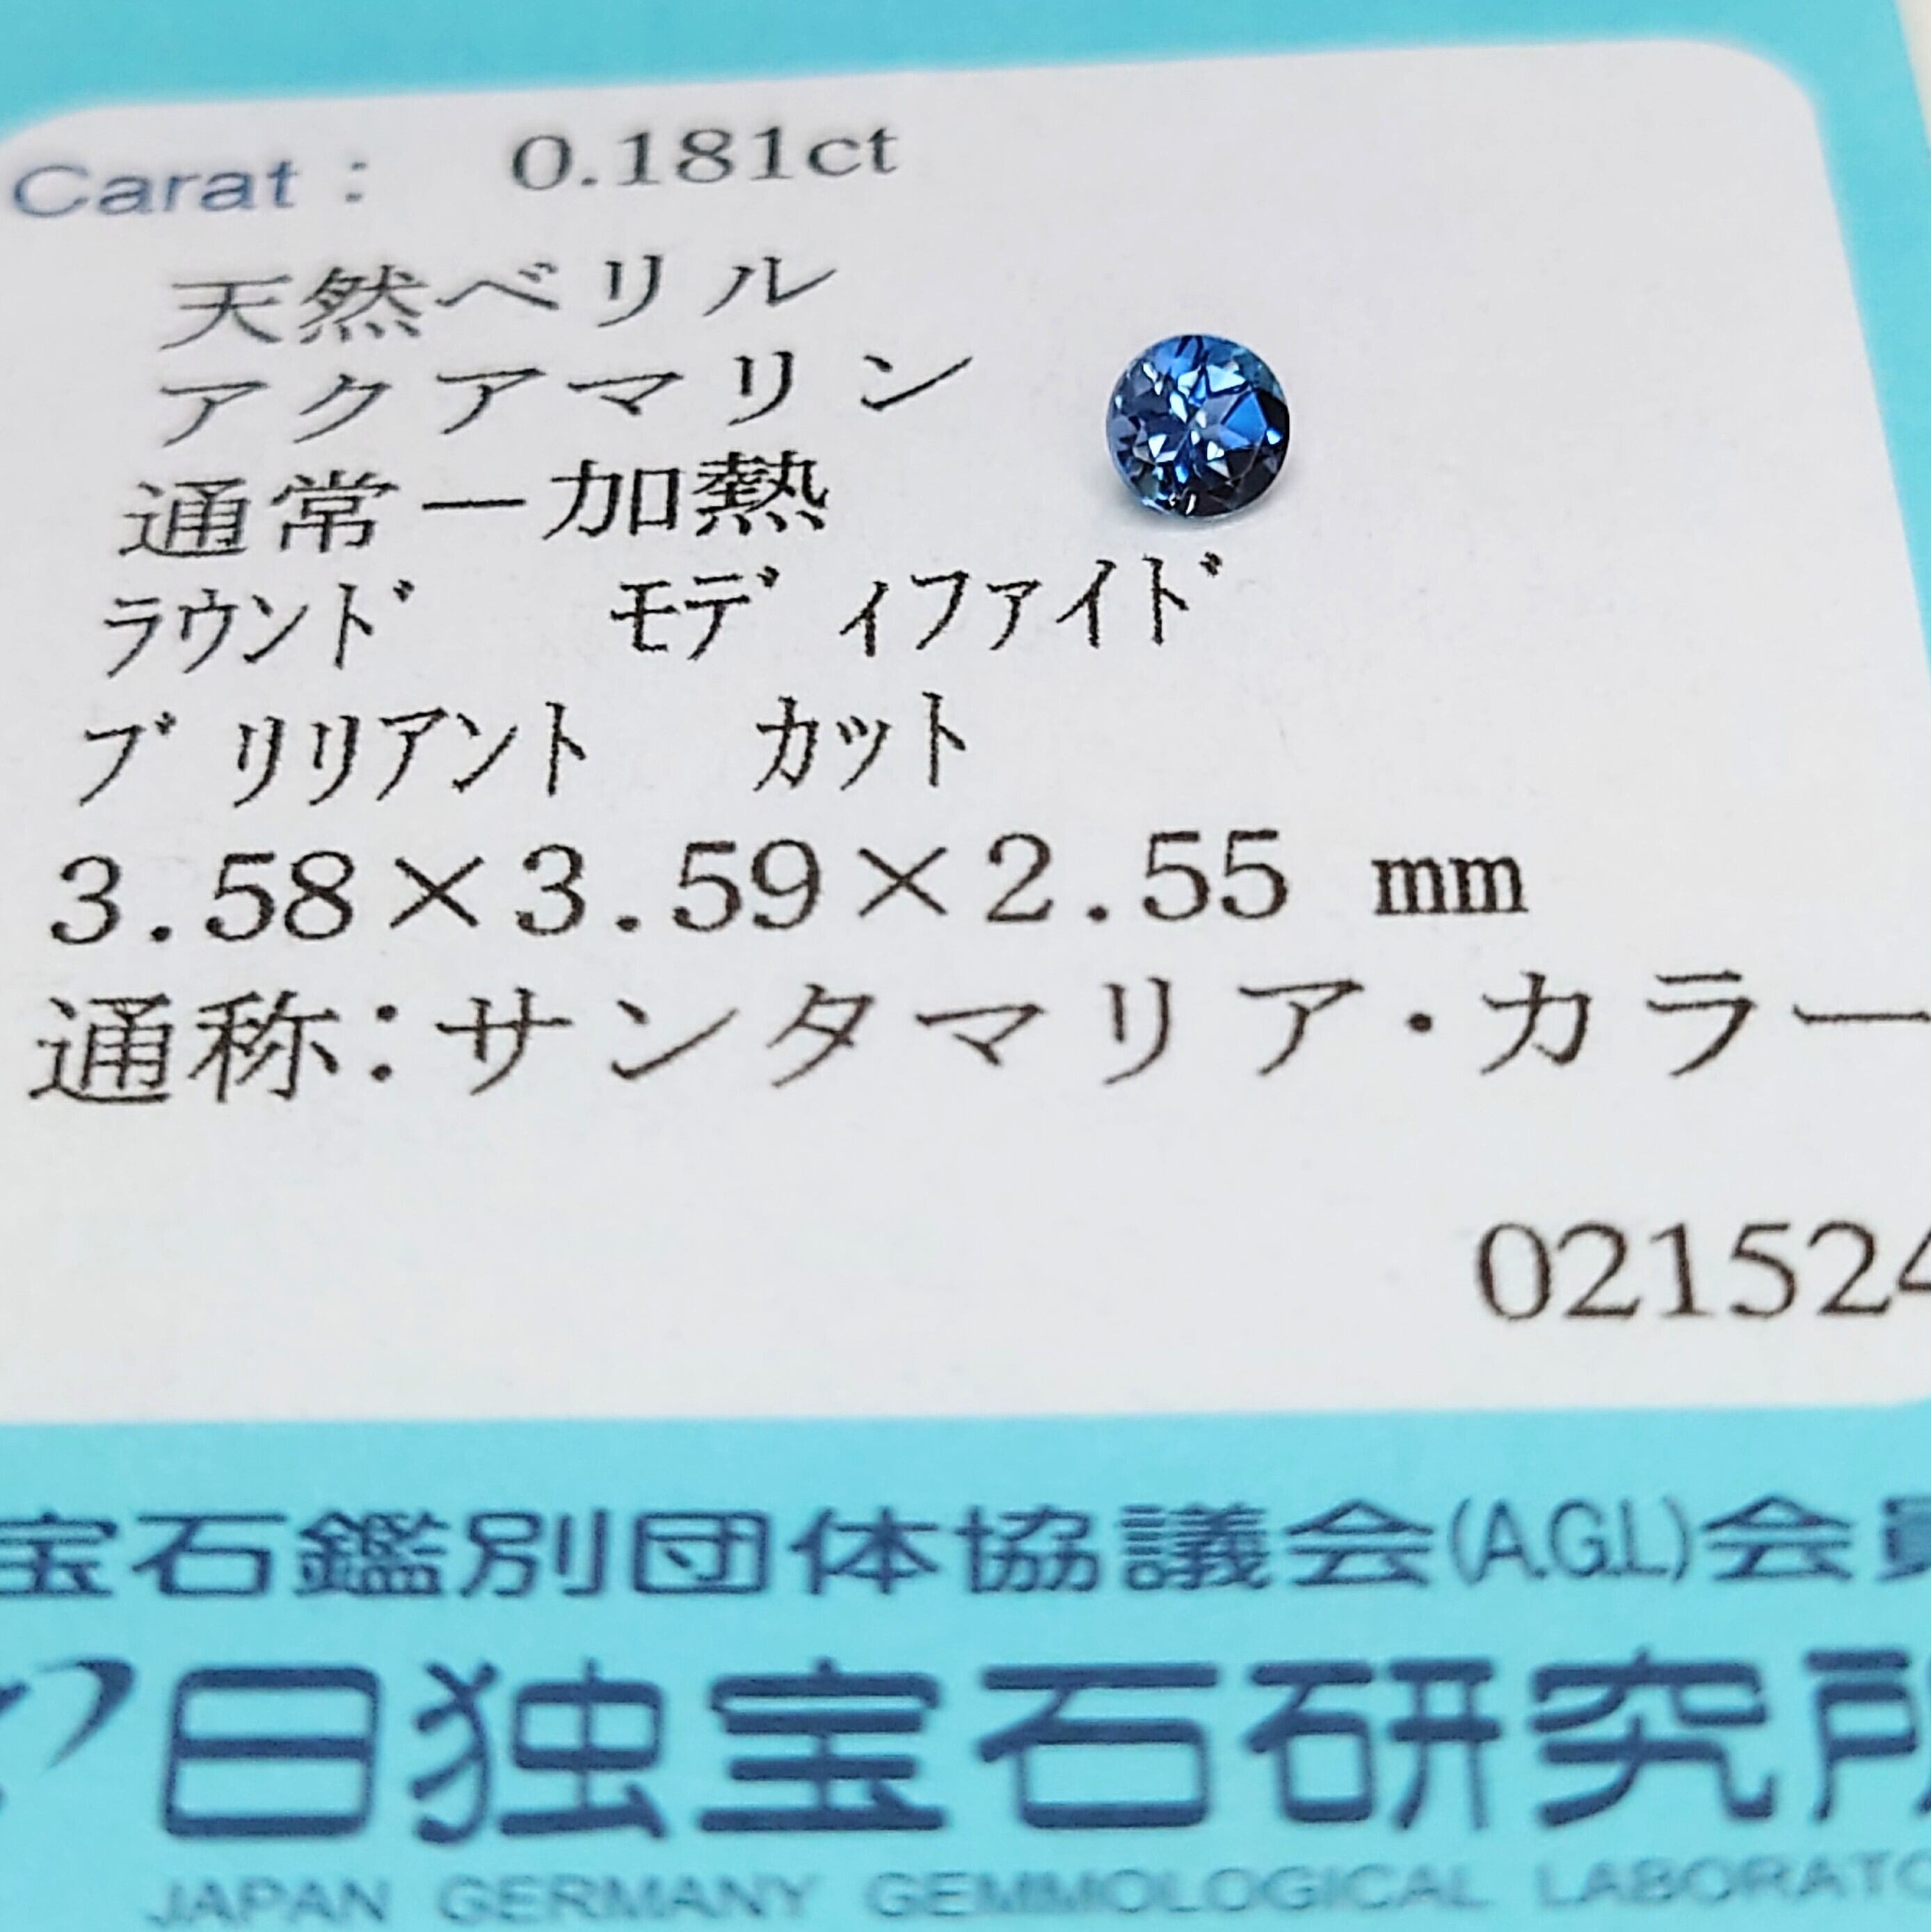 Carat : 0.181ct
天然ベリル
アクアマリン
通常ー加熱
ﾗｳﾝﾄﾞ ﾓﾃﾞｨﾌｧｲﾄﾞ
ﾌﾞﾘﾘｱﾝﾄ ｶｯﾄ
3.58×3.59×2.55 mm
通称:サンタマリア・カラー
021524
宝石鑑別団体協議会(A.G.L)会員
日独宝石研究所
JAPAN GERMANY GEMMOLOGICAL LABORATO